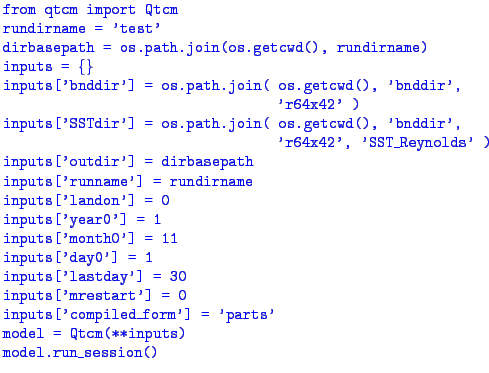 from qtcm import Qtcm
rundirname = 'test'
dirbasepath = os.path.join(os.getcwd(), rundirname)
inputs = {}
inputs['bnddir'] = os.path.join( os.getcwd(), 'bnddir',
                                 'r64x42' )
inputs['SSTdir'] = os.path.join( os.getcwd(), 'bnddir',
                                 'r64x42', 'SST_Reynolds' )
inputs['outdir'] = dirbasepath
inputs['runname'] = rundirname
inputs['landon'] = 0
inputs['year0'] = 1
inputs['month0'] = 11
inputs['day0'] = 1
inputs['lastday'] = 30
inputs['mrestart'] = 0
inputs['compiled_form'] = 'parts'
model = Qtcm(**inputs)
model.run_session()